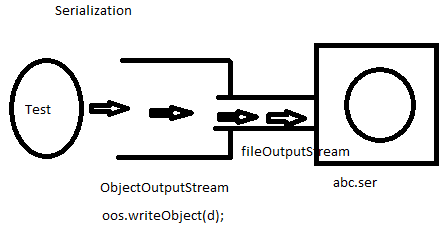 Serialization
Test
fileOutputStream
abc.ser
ObjectOutputStream
oos.writeObject(d);